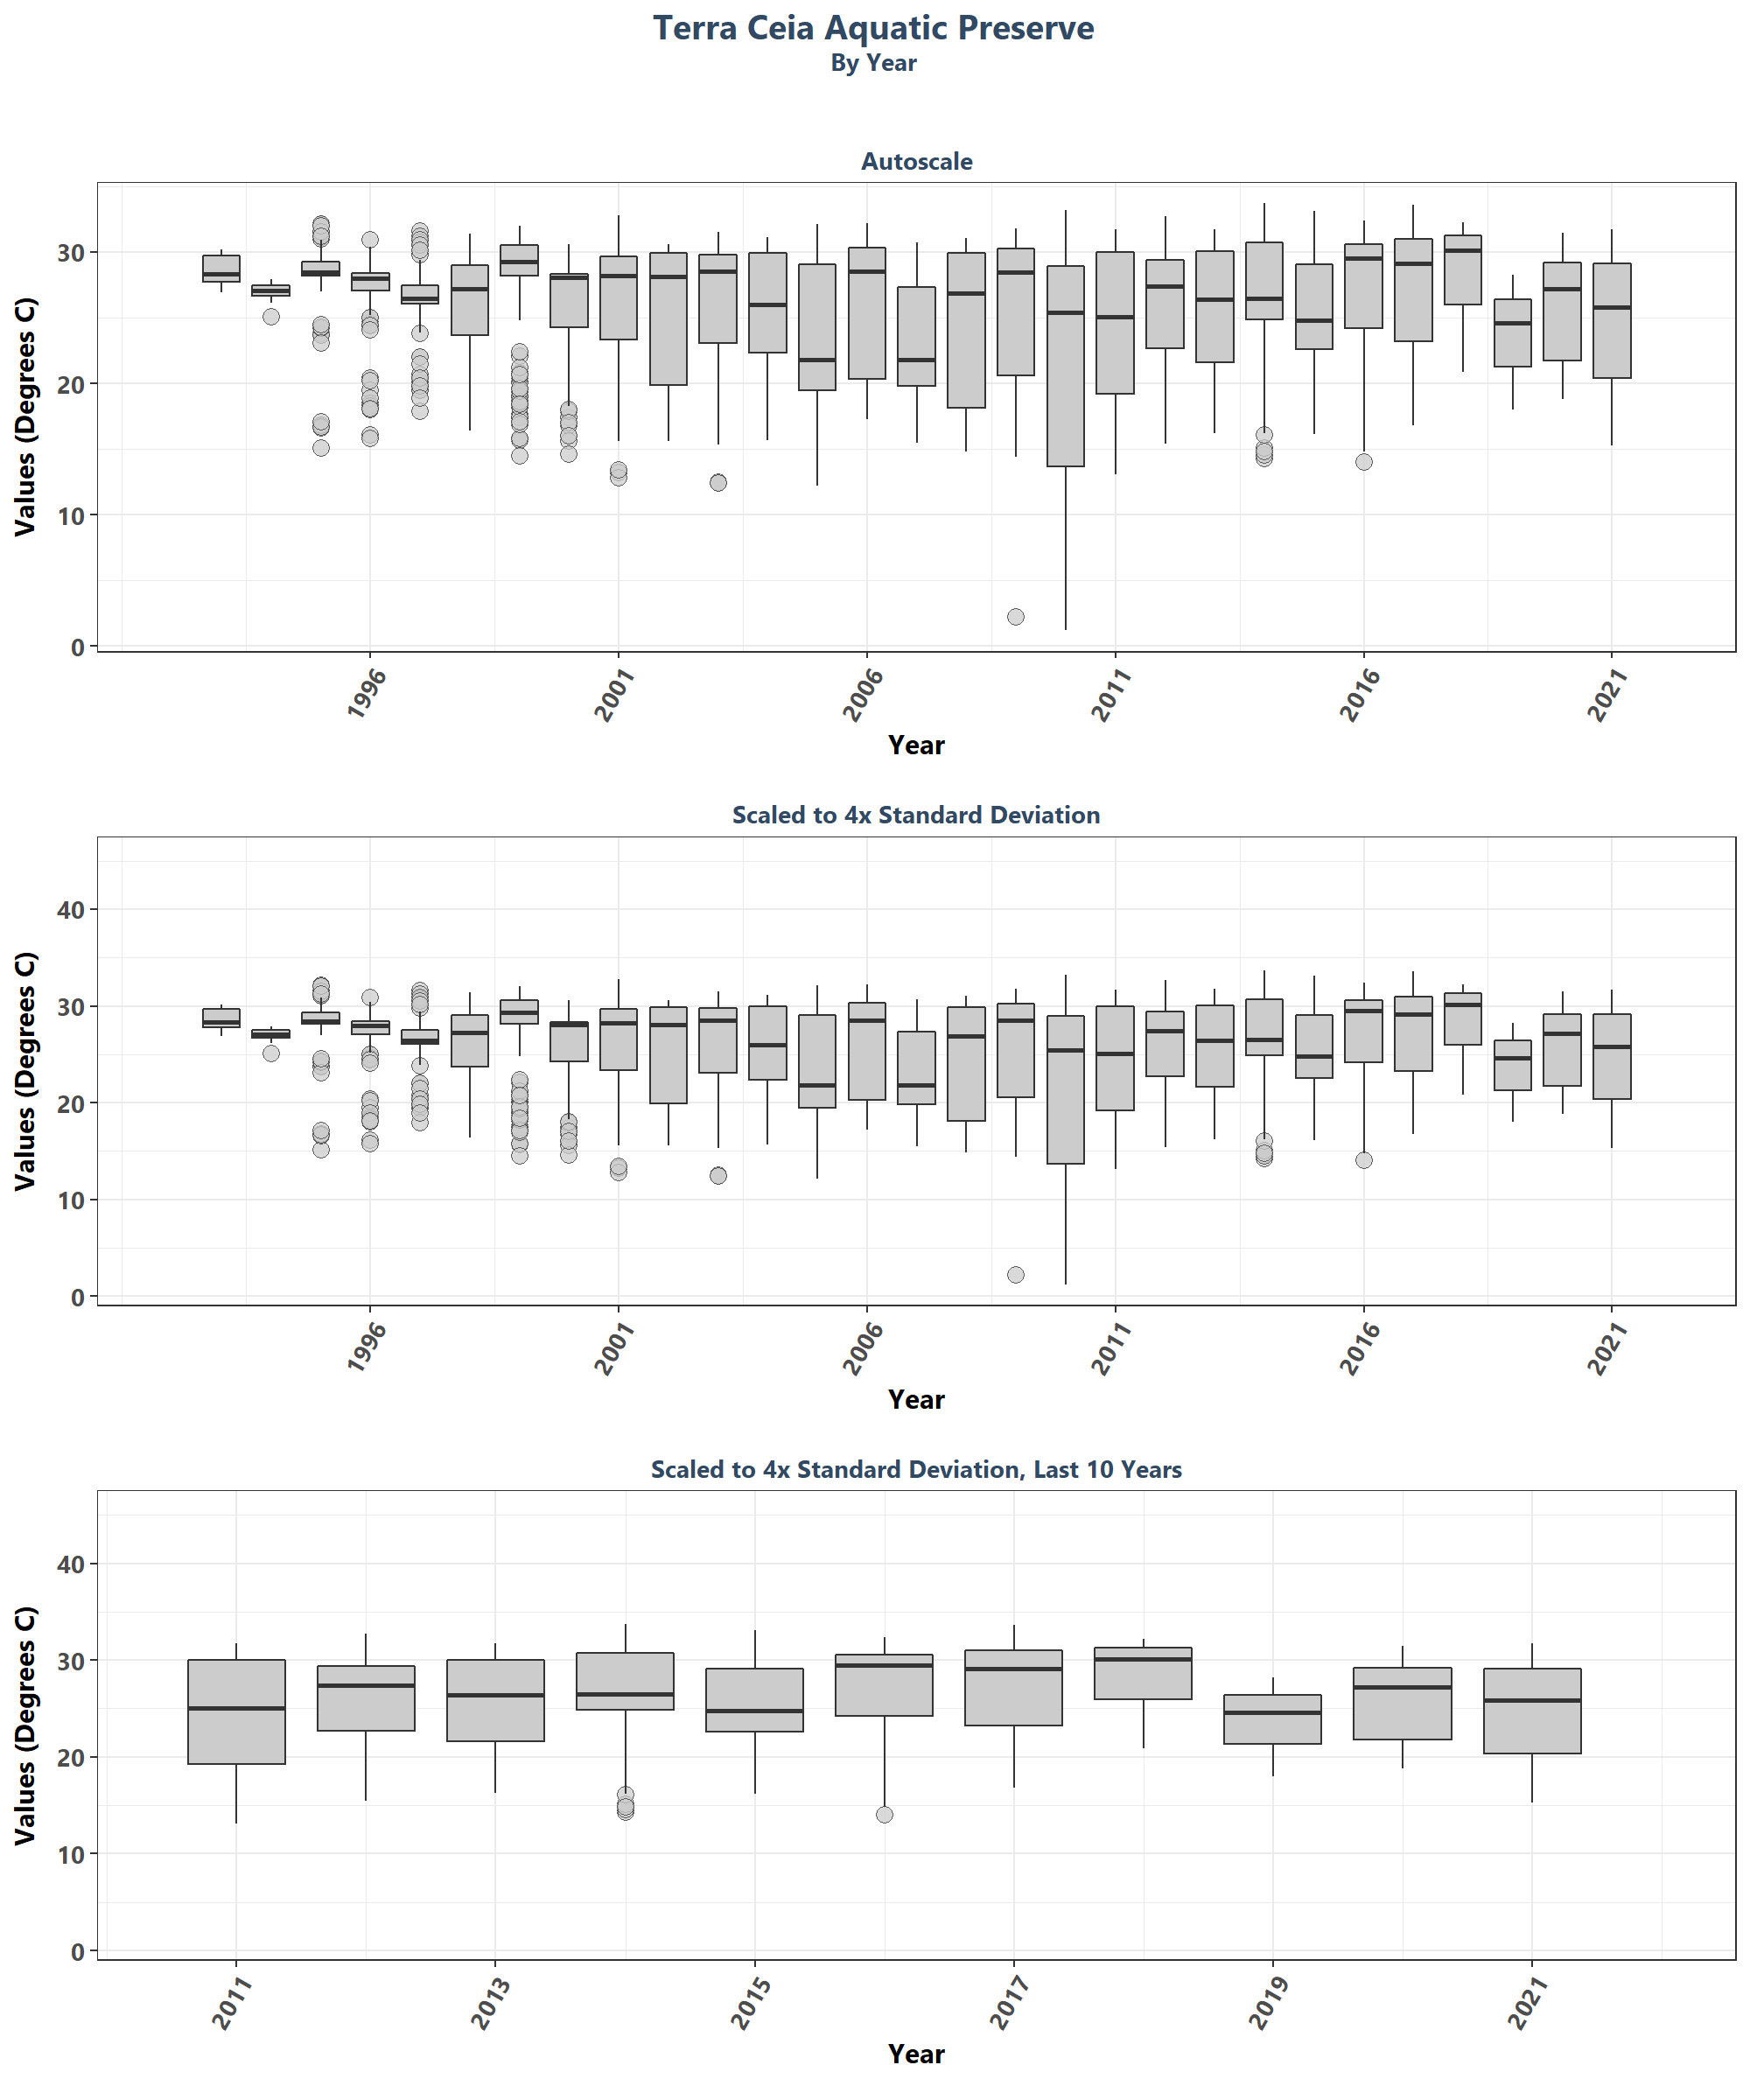 Terra Ceia Aquatic Preserve
By Year
Autoscale
Values (Degrees C)
30
20
10
0
1996 2001 2006 2011 2016 2021
Year
Scaled to 4x Standard Deviation
Values (Degrees C)
40
30
20
10
0
1996 2001 2006 2011 2016 2021
Year
Scaled to 4x Standard Deviation, Last 10 Years
Values (Degrees C)
40
30
20
10
0
2011 2013 2015 2017 2019 2021
Year